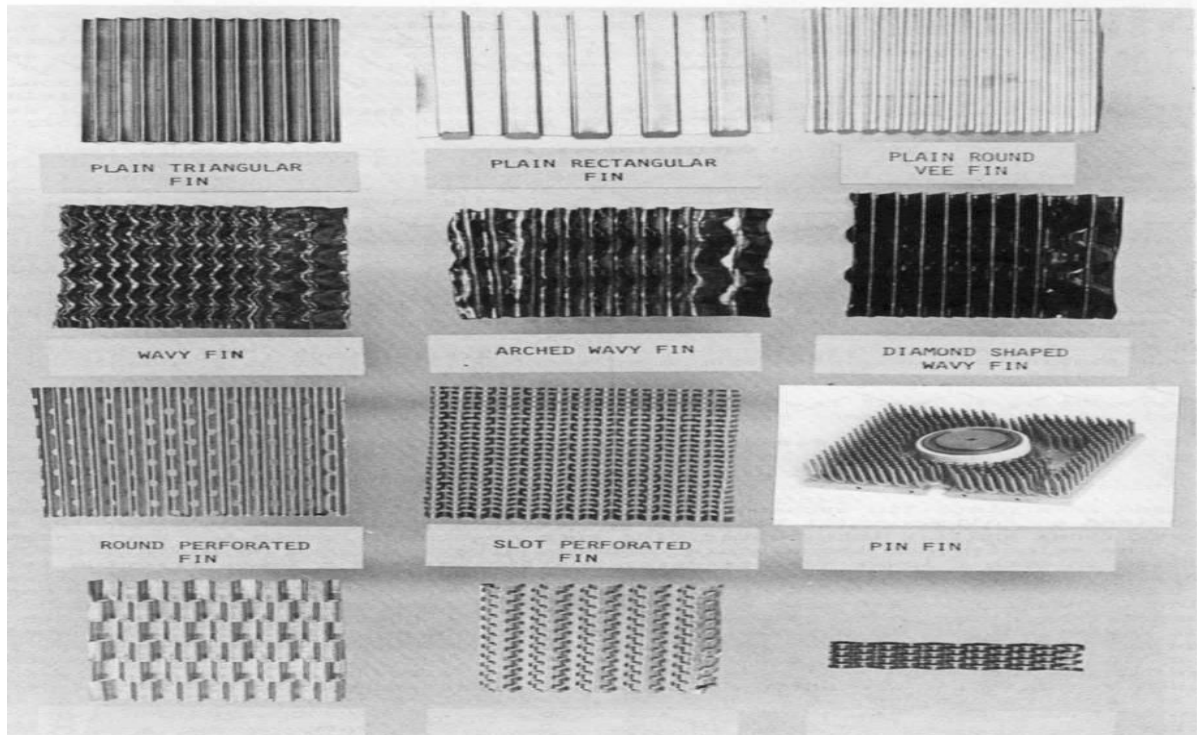 PLAIN TRIANGULAR
FIN
PLAIN RECTANGULAR
FIN
PLAIN ROUND
VEE FIN
WAVY FIN
ARCHED WAVY FIN
DIAMOND SHAPED
WAVY FIN
ROUND PERFORATED
FIN
SLOT PERFORATED
FIN
PIN FIN